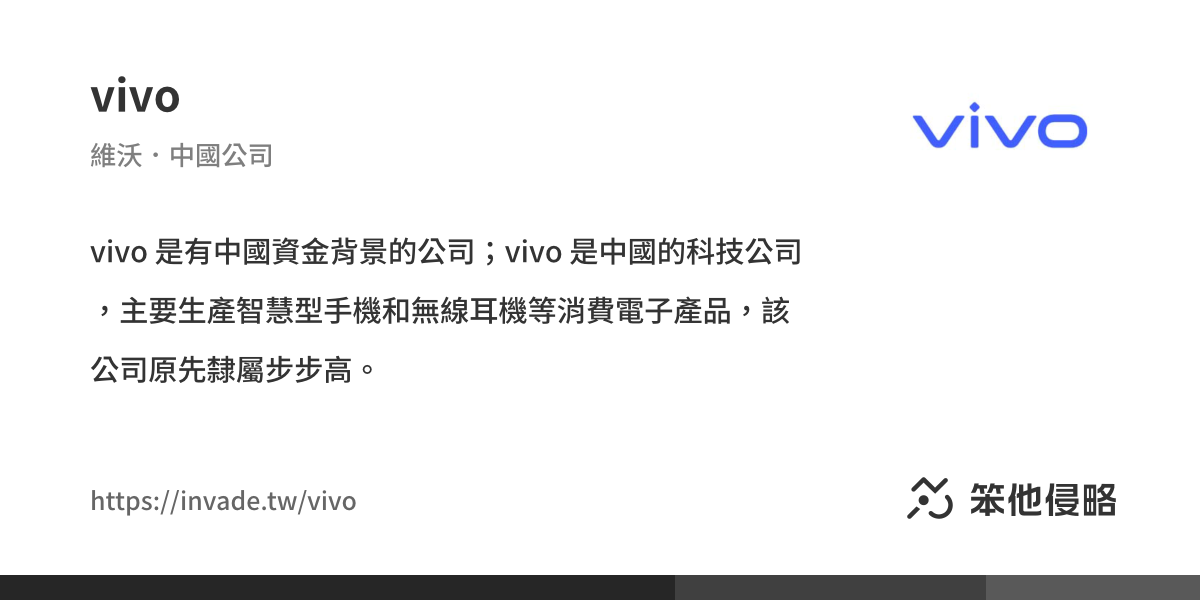 vivo
vivo
維沃・中國公司
vivo 是有中國資金背景的公司；vivo 是中國的科技公司
，主要生產智慧型手機和無線耳機等消費電子產品，該
公司原先隸屬步步高。
https://invade.tw/vivo
笨他侵略